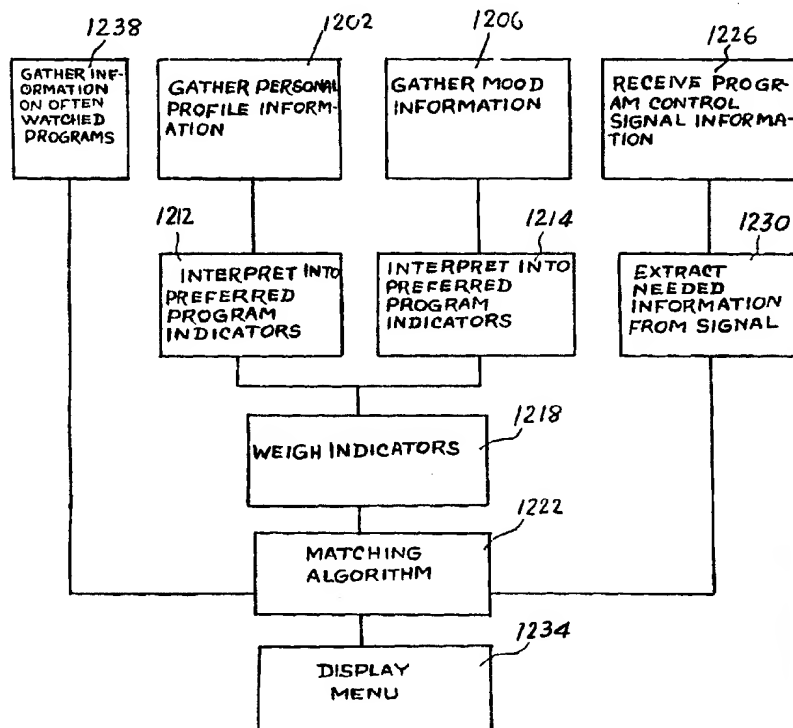 1238
GATHER INF-
ORMATION
ON OFTEN
WATCHED
PROGRAMS
1202
GATHER PERSONAL
PROFILE INFORM-
ATION
1206
GATHER MOOD
INFORMATION
1226
RECEIVE PROGR-
AM CONTROL
SIGNAL INFORMA-
TION
1212
INTERPRET INTO
PREFERRED
PROGRAM
INDICATORS
1214
INTERPRET INTO
PREFERRED
PROGRAM
INDICATORS
1230
EXTRACT
NEEDED
INFORMATION
FROM SIGNAL
1218
WEIGH INDICATORS
1222
MATCHING
ALGORITHM
1234
DISPLAY
MENU